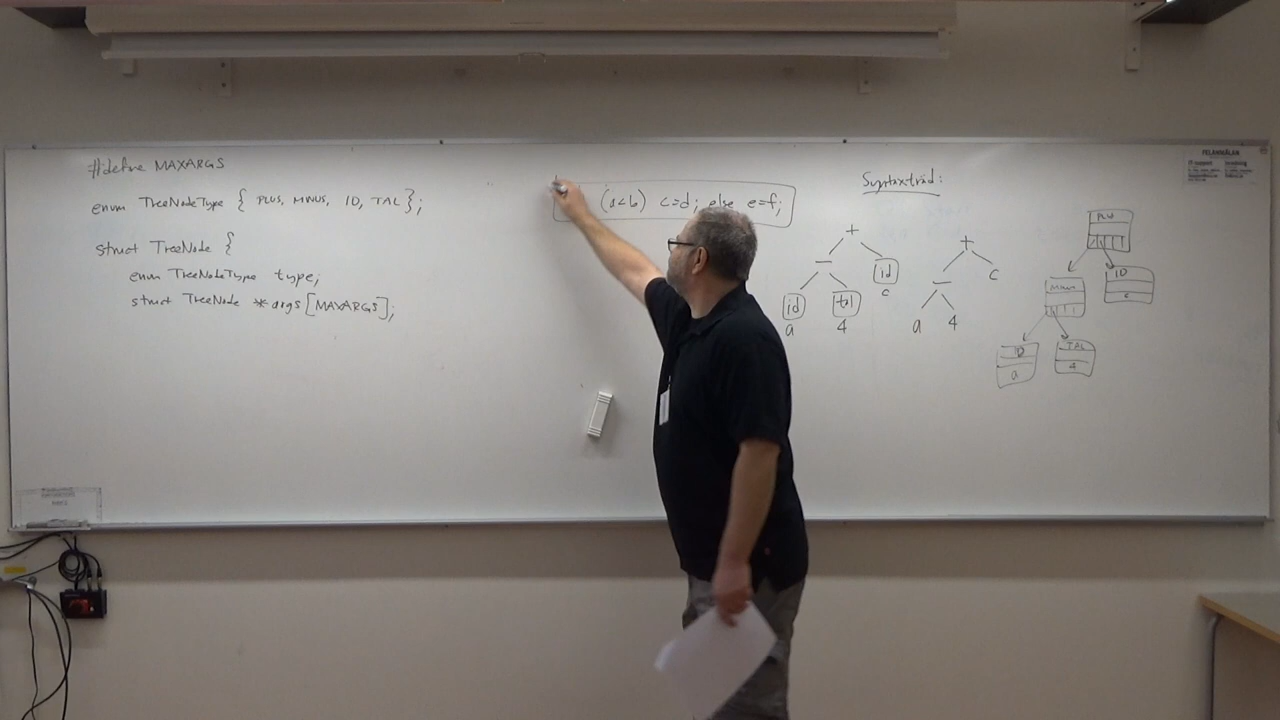 #define MAXARGS
enum TreeNodeType { PLUS, MINUS, ID, TAL };
struct TreeNode {
enum TreeNodeType type;
struct TreeNode *args[MAXARGS];
(a<b) c=d; else e=f;
Syntaxträd:
+
— id
id tal c
a 4
+
— c
a 4
PLUS
MINUS ID
c
ID TAL
a 4
FELANMÄLAN